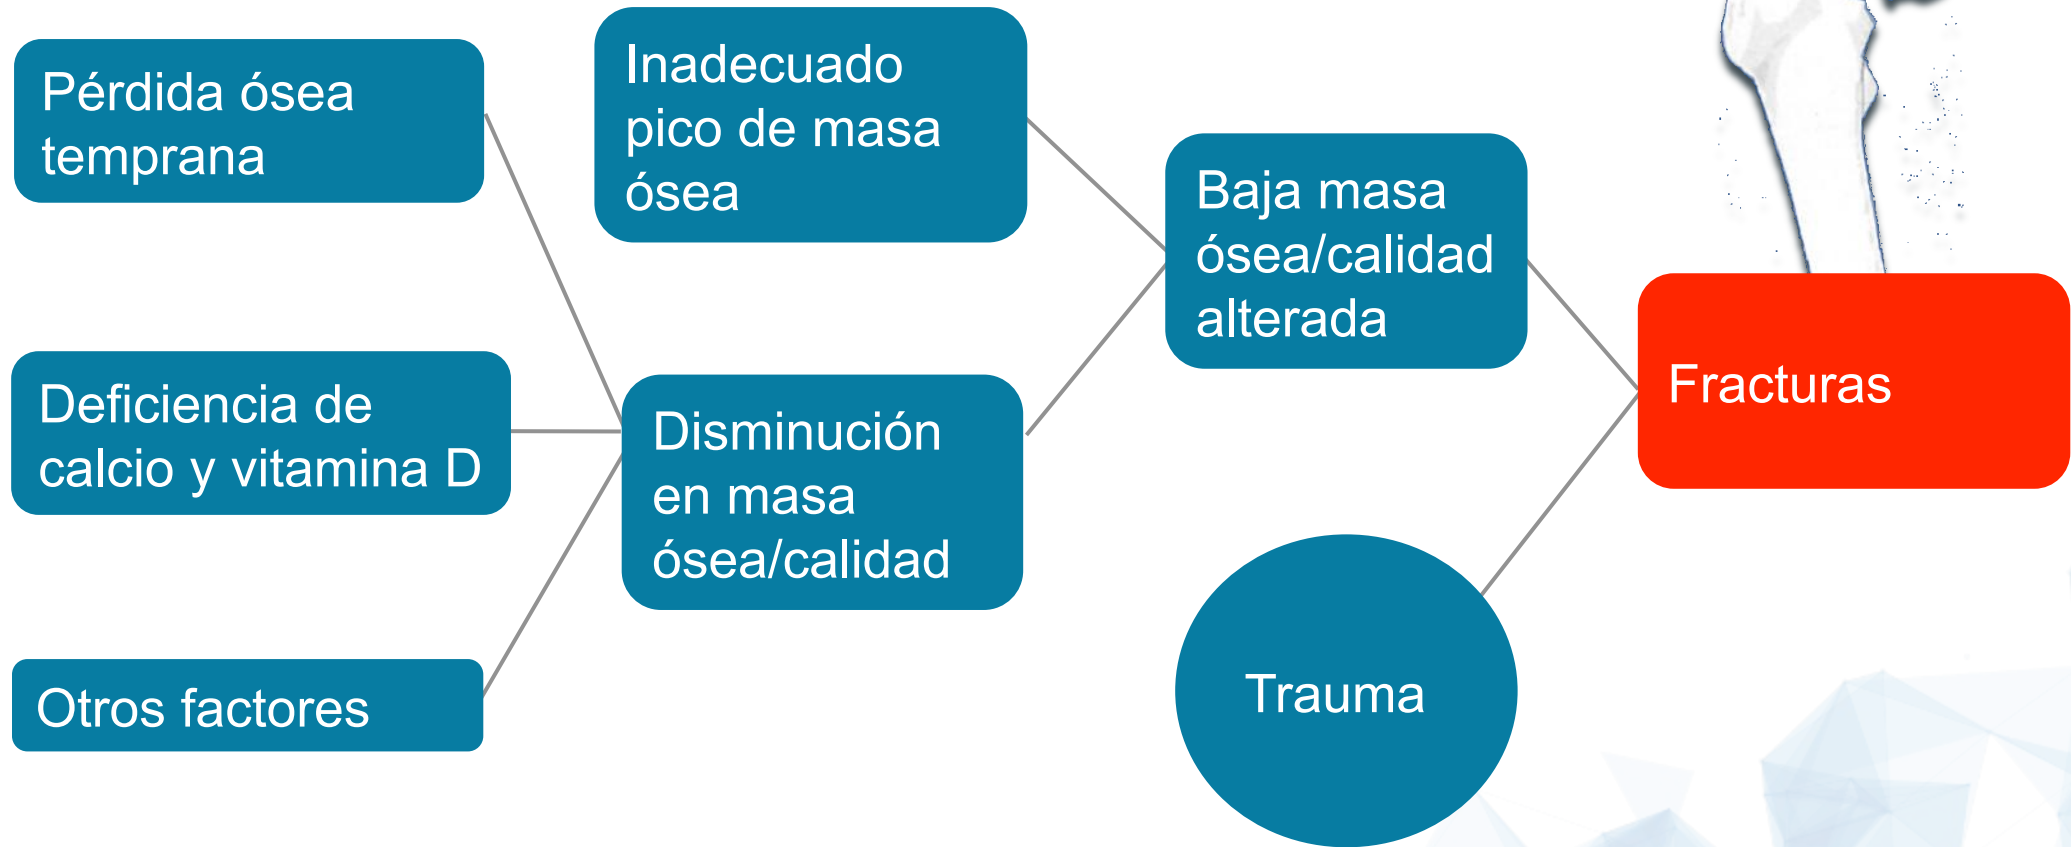 Pérdida ósea
temprana
Inadecuado
pico de masa
ósea
Baja masa
ósea/calidad
alterada
Fracturas
Deficiencia de
calcio y vitamina D
Disminución
en masa
ósea/calidad
Otros factores
Trauma